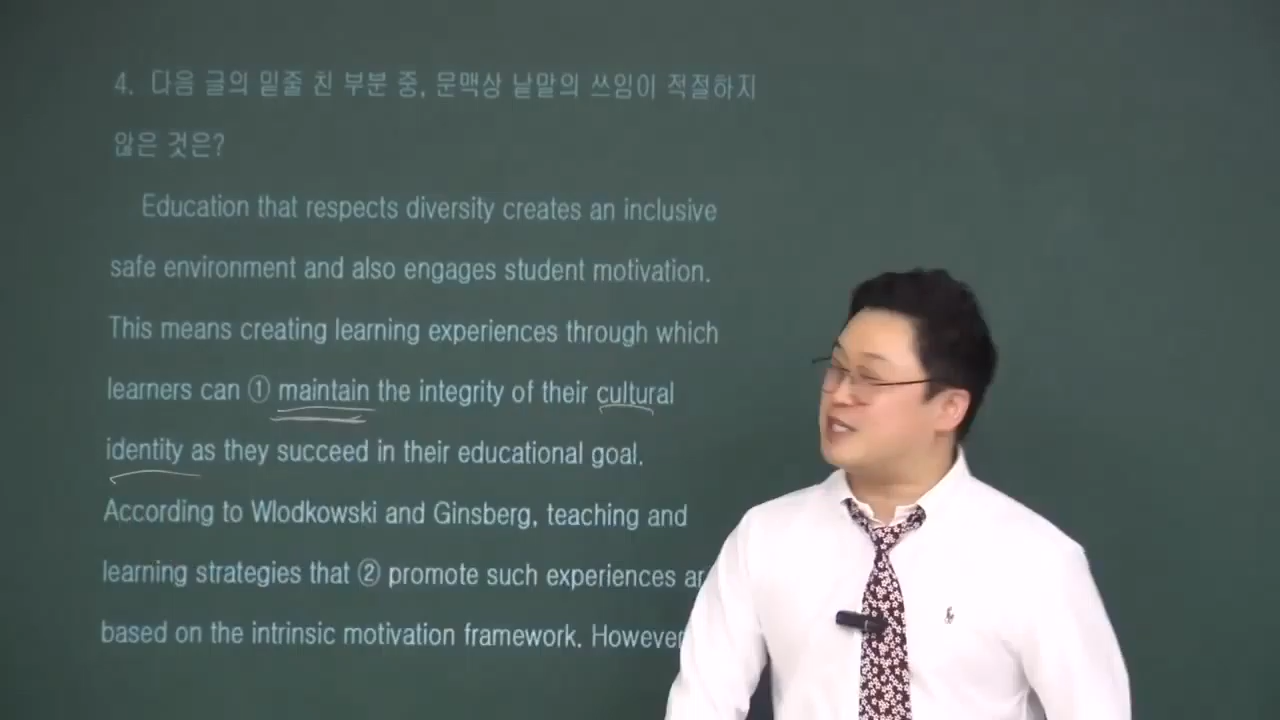 4. 다음 글의 밑줄 친 부분 중, 문맥상 낱말의 쓰임이 적절하지
않은 것은?
Education that respects diversity creates an inclusive
safe environment and also engages student motivation.
This means creating learning experiences through which
learners can ① maintain the integrity of their cultural
identity as they succeed in their educational goal.
According to Wlodkowski and Ginsberg, teaching and
learning strategies that ② promote such experiences
based on the intrinsic motivation framework. However